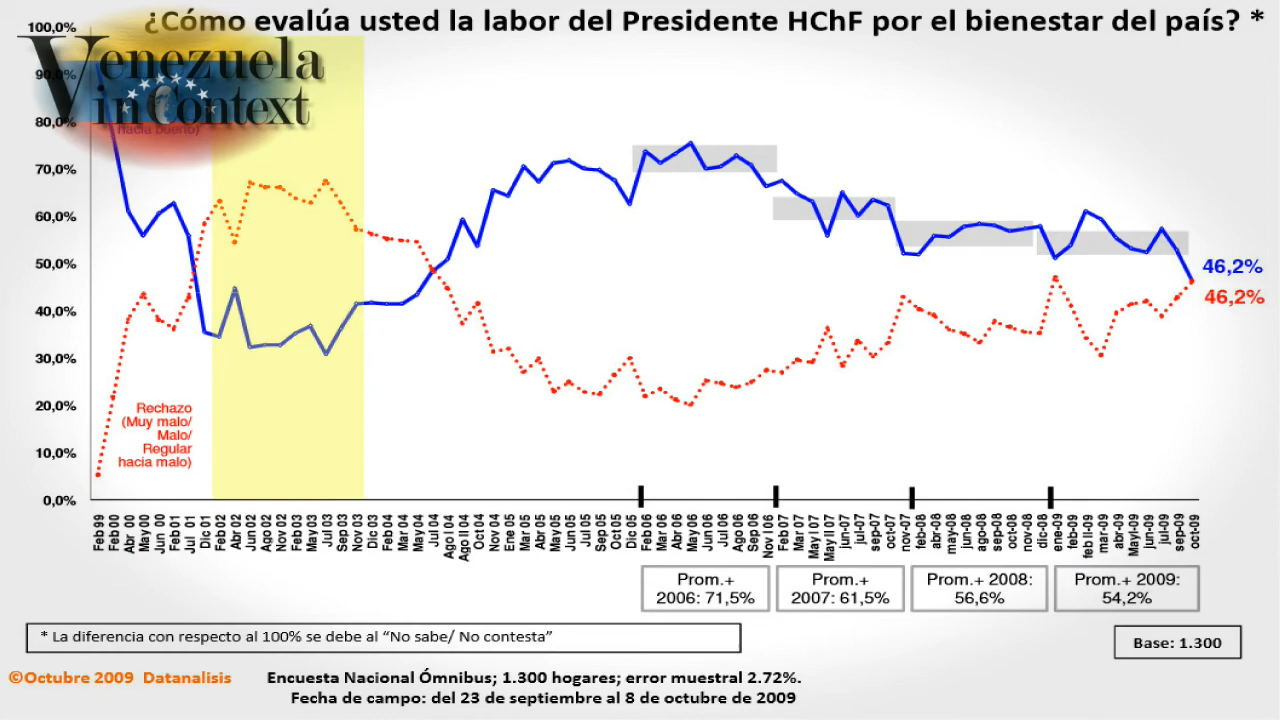 ¿Cómo evalúa usted la labor del Presidente HChF por el bienestar del país? *
100,0%
Venezuela
90,0%
in Context
80,0%
hacia bueno)
70,0%
60,0%
50,0%
46,2%
46,2%
40,0%
30,0%
20,0%
Rechazo
(Muy malo/
Malo/
Regular
hacia malo)
10,0%
0,0%
Feb 99
Feb 00
Abr 00
May 00
Jun 00
Feb 01
Jul 01
Dic 01
Feb 02
Abr 02
Jun 02
Ago 02
Nov 02
Feb 03
May 03
Jul 03
Sep 03
Nov 03
Dic 03
Feb 04
Mar 04
May 04
Jul 04
Ago I 04
Ago II 04
Oct 04
Nov 04
Ene 05
Mar 05
Abr 05
May 05
Jun 05
Jul 05
Sep 05
Oct 05
Dic 05
Feb 06
Mar 06
Abr 06
May 06
Jun 06
Jul 06
Ago 06
Sep 06
Nov I 06
Feb 07
Mar 07
May I 07
May II 07
jun-07
jul-07
sep-07
oct-07
nov-07
feb-08
abr-08
may-08
jun-08
ago-08
sep-08
oct-08
nov-08
dic-08
ene-09
feb-09
feb II-09
mar-09
abr-09
May I-09
jun-09
jul-09
sep-09
oct-09
Prom.+
2006: 71,5%
Prom.+
2007: 61,5%
Prom.+ 2008:
56,6%
Prom.+ 2009:
54,2%
* La diferencia con respecto al 100% se debe al “No sabe/ No contesta”
Base: 1.300
©Octubre 2009 Datanalisis
Encuesta Nacional Ómnibus; 1.300 hogares; error muestral 2.72%.
Fecha de campo: del 23 de septiembre al 8 de octubre de 2009